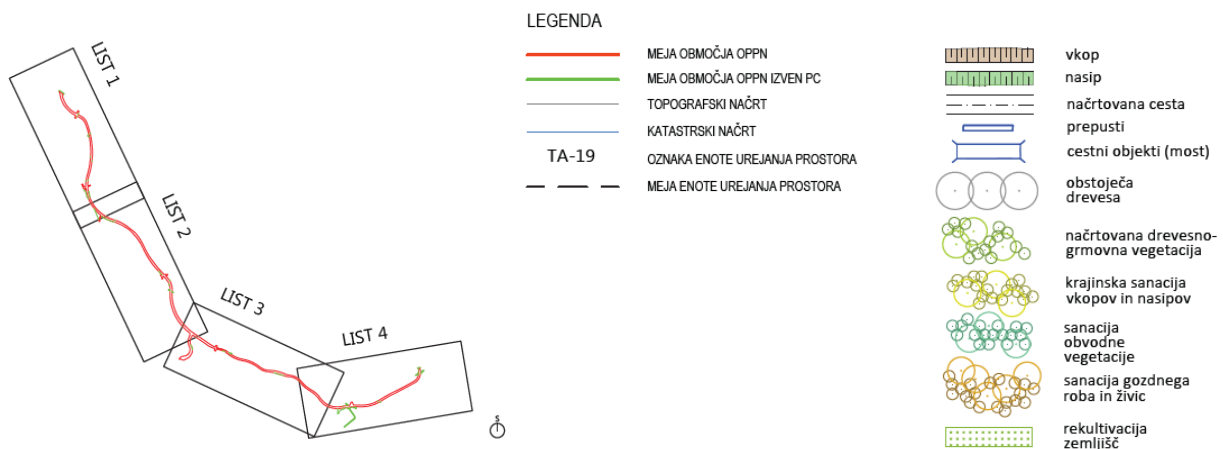 LIST 1
LIST 2
LIST 3
LIST 4
S
LEGENDA
MEJA OBMOČJA OPPN
MEJA OBMOČJA OPPN IZVEN PC
TOPOGRAFSKI NAČRT
KATASTRSKI NAČRT
TA-19 OZNAKA ENOTE UREJANJA PROSTORA
MEJA ENOTE UREJANJA PROSTORA
vkop
nasip
načrtovana cesta
prepusti
cestni objekti (most)
obstoječa
drevesa
načrtovana drevesno-
grmovna vegetacija
krajinska sanacija
vkopov in nasipov
sanacija
obvodne
vegetacije
sanacija gozdnega
roba in živic
rekultivacija
zemljišč